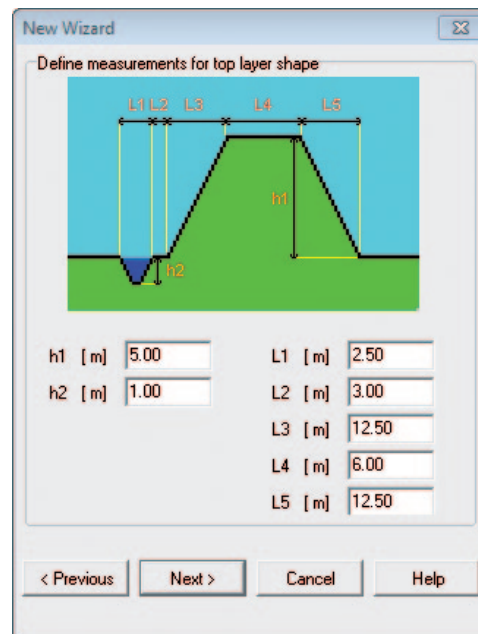 New Wizard
Define measurements for top layer shape
L1 L2 L3 L4 L5
h1
h2
h1 [ m] 5.00 L1 [ m] 2.50
h2 [ m] 1.00 L2 [ m] 3.00
L3 [ m] 12.50
L4 [ m] 6.00
L5 [ m] 12.50
< Previous Next > Cancel Help